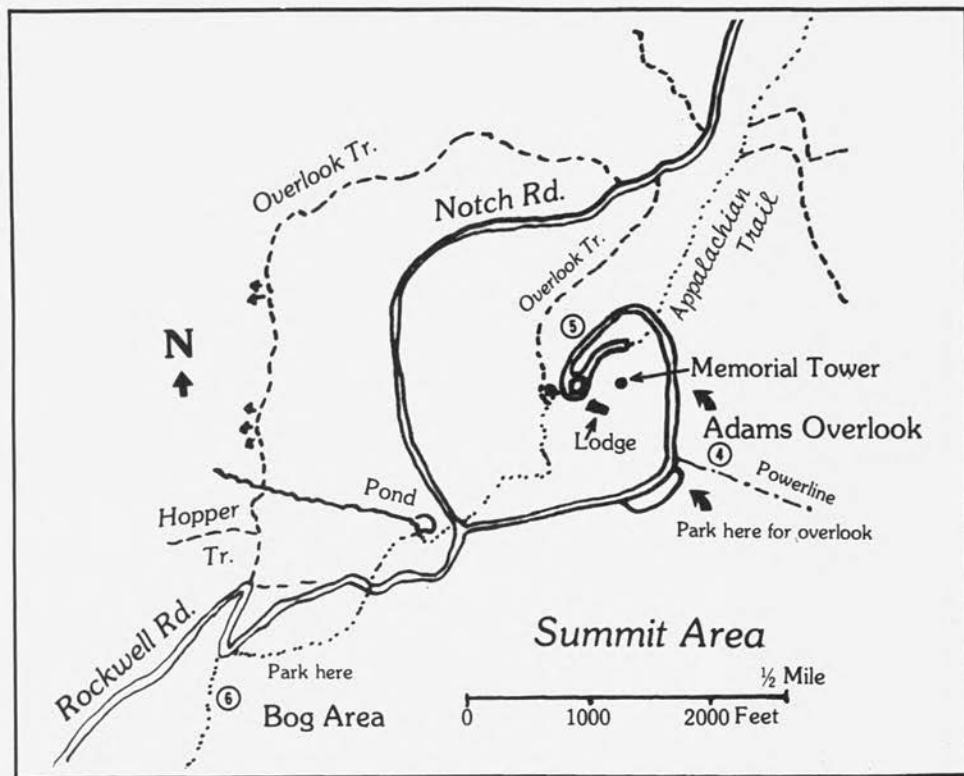 Overlook Tr.
Notch Rd.
Overlook Tr.
Appalachian
Trail
N
5
Memorial Tower
Adams Overlook
Lodge
4
Powerline
Pond
Park here for overlook
Hopper
Tr.
Rockwell Rd.
Park here
6
Bog Area
Summit Area
½ Mile
0 1000 2000 Feet